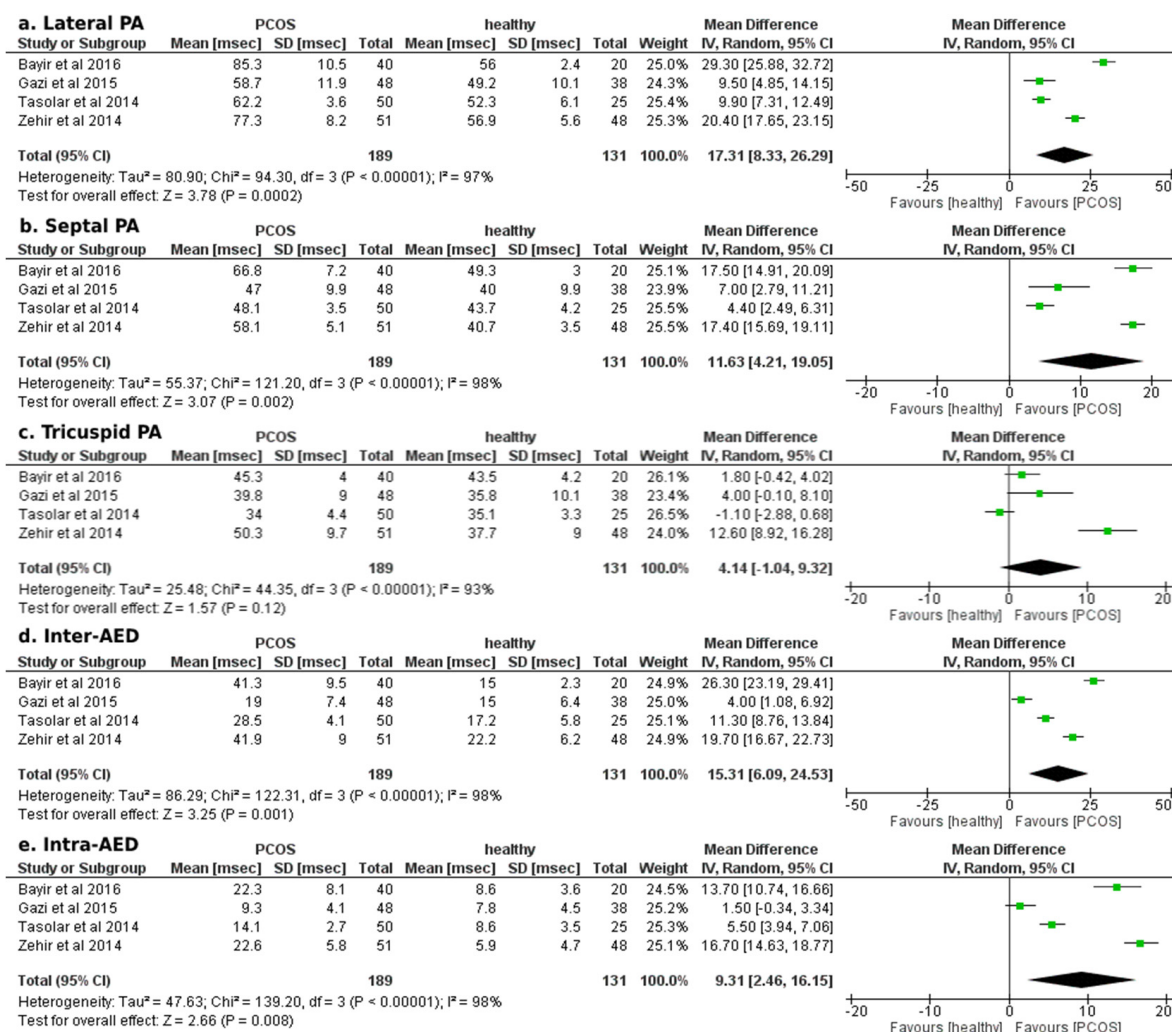 a. Lateral PA PCOS healthy Mean Difference Mean Difference
Study or Subgroup Mean [msec] SD [msec] Total Mean [msec] SD [msec] Total Weight IV, Random, 95% CI IV, Random, 95% CI
Bayir et al 2016 85.3 10.5 40 56 2.4 20 25.0% 29.30 [25.88, 32.72]
Gazi et al 2015 58.7 11.9 48 49.2 10.1 38 24.3% 9.50 [4.85, 14.15]
Tasolar et al 2014 62.2 3.6 50 52.3 6.1 25 25.4% 9.90 [7.31, 12.49]
Zehir et al 2014 77.3 8.2 51 56.9 5.6 48 25.3% 20.40 [17.65, 23.15]
Total (95% CI) 189 131 100.0% 17.31 [8.33, 26.29]
Heterogeneity: Tau² = 80.90; Chi² = 94.30, df = 3 (P < 0.00001); I² = 97%
Test for overall effect: Z = 3.78 (P = 0.0002)
-50 -25 0 25 50
Favours [healthy] Favours [PCOS]
b. Septal PA PCOS healthy Mean Difference Mean Difference
Study or Subgroup Mean [msec] SD [msec] Total Mean [msec] SD [msec] Total Weight IV, Random, 95% CI IV, Random, 95% CI
Bayir et al 2016 66.8 7.2 40 49.3 3 20 25.1% 17.50 [14.91, 20.09]
Gazi et al 2015 47 9.9 48 40 9.9 38 23.9% 7.00 [2.79, 11.21]
Tasolar et al 2014 48.1 3.5 50 43.7 4.2 25 25.5% 4.40 [2.49, 6.31]
Zehir et al 2014 58.1 5.1 51 40.7 3.5 48 25.5% 17.40 [15.69, 19.11]
Total (95% CI) 189 131 100.0% 11.63 [4.21, 19.05]
Heterogeneity: Tau² = 55.37; Chi² = 121.20, df = 3 (P < 0.00001); I² = 98%
Test for overall effect: Z = 3.07 (P = 0.002)
-20 -10 0 10 20
Favours [healthy] Favours [PCOS]
c. Tricuspid PA PCOS healthy Mean Difference Mean Difference
Study or Subgroup Mean [msec] SD [msec] Total Mean [msec] SD [msec] Total Weight IV, Random, 95% CI IV, Random, 95% CI
Bayir et al 2016 45.3 4 40 43.5 4.2 20 26.1% 1.80 [-0.42, 4.02]
Gazi et al 2015 39.8 9 48 35.8 10.1 38 23.4% 4.00 [-0.10, 8.10]
Tasolar et al 2014 34 4.4 50 35.1 3.3 25 26.5% -1.10 [-2.88, 0.68]
Zehir et al 2014 50.3 9.7 51 37.7 9 48 24.0% 12.60 [8.92, 16.28]
Total (95% CI) 189 131 100.0% 4.14 [-1.04, 9.32]
Heterogeneity: Tau² = 25.48; Chi² = 44.35, df = 3 (P < 0.00001); I² = 93%
Test for overall effect: Z = 1.57 (P = 0.12)
-20 -10 0 10 20
Favours [healthy] Favours [PCOS]
d. Inter-AED PCOS healthy Mean Difference Mean Difference
Study or Subgroup Mean [msec] SD [msec] Total Mean [msec] SD [msec] Total Weight IV, Random, 95% CI IV, Random, 95% CI
Bayir et al 2016 41.3 9.5 40 15 2.3 20 24.9% 26.30 [23.19, 29.41]
Gazi et al 2015 19 7.4 48 15 6.4 38 25.0% 4.00 [1.08, 6.92]
Tasolar et al 2014 28.5 4.1 50 17.2 5.8 25 25.1% 11.30 [8.76, 13.84]
Zehir et al 2014 41.9 9 51 22.2 6.2 48 24.9% 19.70 [16.67, 22.73]
Total (95% CI) 189 131 100.0% 15.31 [6.09, 24.53]
Heterogeneity: Tau² = 86.29; Chi² = 122.31, df = 3 (P < 0.00001); I² = 98%
Test for overall effect: Z = 3.25 (P = 0.001)
-50 -25 0 25 50
Favours [healthy] Favours [PCOS]
e. Intra-AED PCOS healthy Mean Difference Mean Difference
Study or Subgroup Mean [msec] SD [msec] Total Mean [msec] SD [msec] Total Weight IV, Random, 95% CI IV, Random, 95% CI
Bayir et al 2016 22.3 8.1 40 8.6 3.6 20 24.5% 13.70 [10.74, 16.66]
Gazi et al 2015 9.3 4.1 48 7.8 4.5 38 25.2% 1.50 [-0.34, 3.34]
Tasolar et al 2014 14.1 2.7 50 8.6 3.5 25 25.3% 5.50 [3.94, 7.06]
Zehir et al 2014 22.6 5.8 51 5.9 4.7 48 25.1% 16.70 [14.63, 18.77]
Total (95% CI) 189 131 100.0% 9.31 [2.46, 16.15]
Heterogeneity: Tau² = 47.63; Chi² = 139.20, df = 3 (P < 0.00001); I² = 98%
Test for overall effect: Z = 2.66 (P = 0.008)
-20 -10 0 10 20
Favours [healthy] Favours [PCOS]